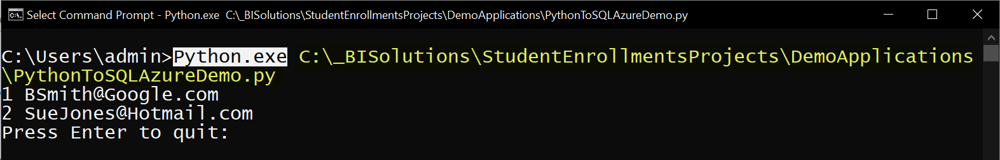 Select Command Prompt - Python.exe  C:\_BISolutions\StudentEnrollmentsProjects\DemoApplications\PythonToSQLAzureDemo.py
C:\Users\admin>Python.exe C:\_BISolutions\StudentEnrollmentsProjects\DemoApplications
\PythonToSQLAzureDemo.py
1 BSmith@Google.com
2 SueJones@Hotmail.com
Press Enter to quit: